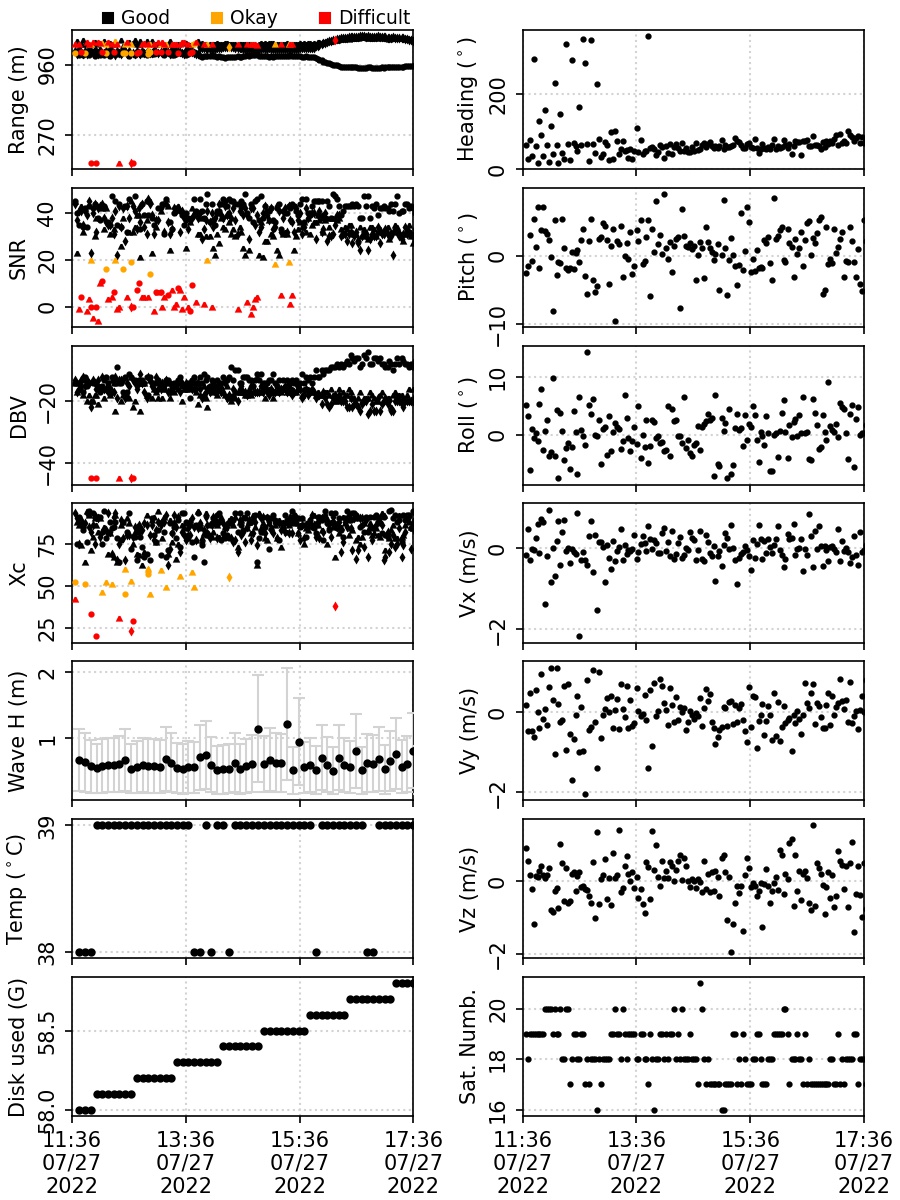 Good Okay Difficult
Range (m)
960
270
Heading (°)
200
0
SNR
40
20
0
Pitch (°)
0
−10
DBV
−20
−40
Roll (°)
10
0
Xc
75
50
25
Vx (m/s)
0
−2
Wave H (m)
2
1
Vy (m/s)
0
−2
Temp (°C)
39
38
Vz (m/s)
0
−2
Disk used (G)
58.5
58.0
Sat. Numb.
20
18
16
11:36 13:36 15:36 17:36 11:36 13:36 15:36 17:36
07/27 07/27 07/27 07/27 07/27 07/27 07/27 07/27
2022 2022 2022 2022 2022 2022 2022 2022